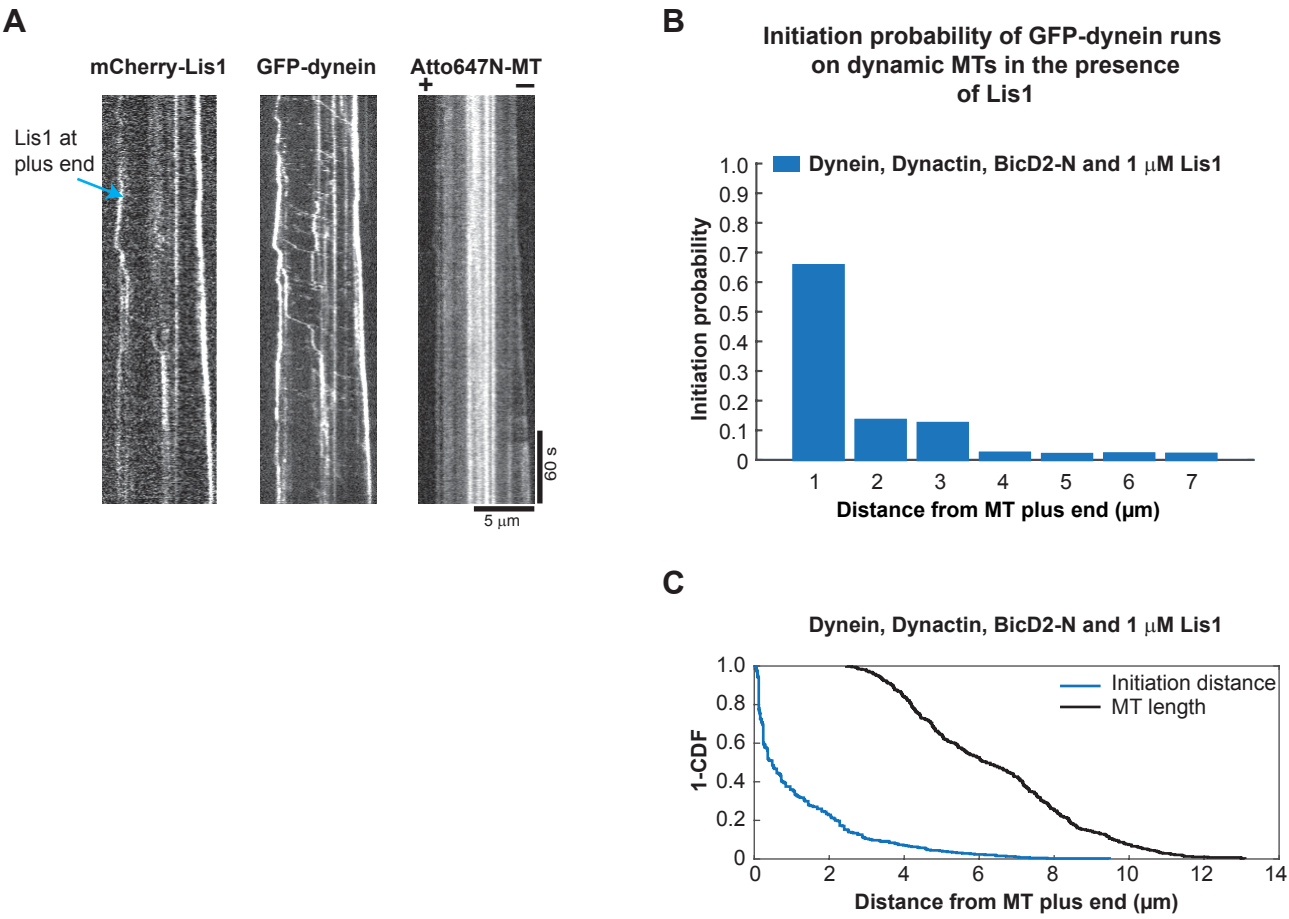 A
mCherry-Lis1
GFP-dynein
Atto647N-MT
+
–
Lis1 at
plus end
60 s
5 μm
B
Initiation probability of GFP-dynein runs
on dynamic MTs in the presence
of Lis1
Dynein, Dynactin, BicD2-N and 1 μM Lis1
Initiation probability
1.0
0.9
0.8
0.7
0.6
0.5
0.4
0.3
0.2
0.1
0
1 2 3 4 5 6 7
Distance from MT plus end (μm)
C
Dynein, Dynactin, BicD2-N and 1 μM Lis1
Initiation distance
MT length
1-CDF
1.0
0.8
0.6
0.4
0.2
0
0 2 4 6 8 10 12 14
Distance from MT plus end (μm)